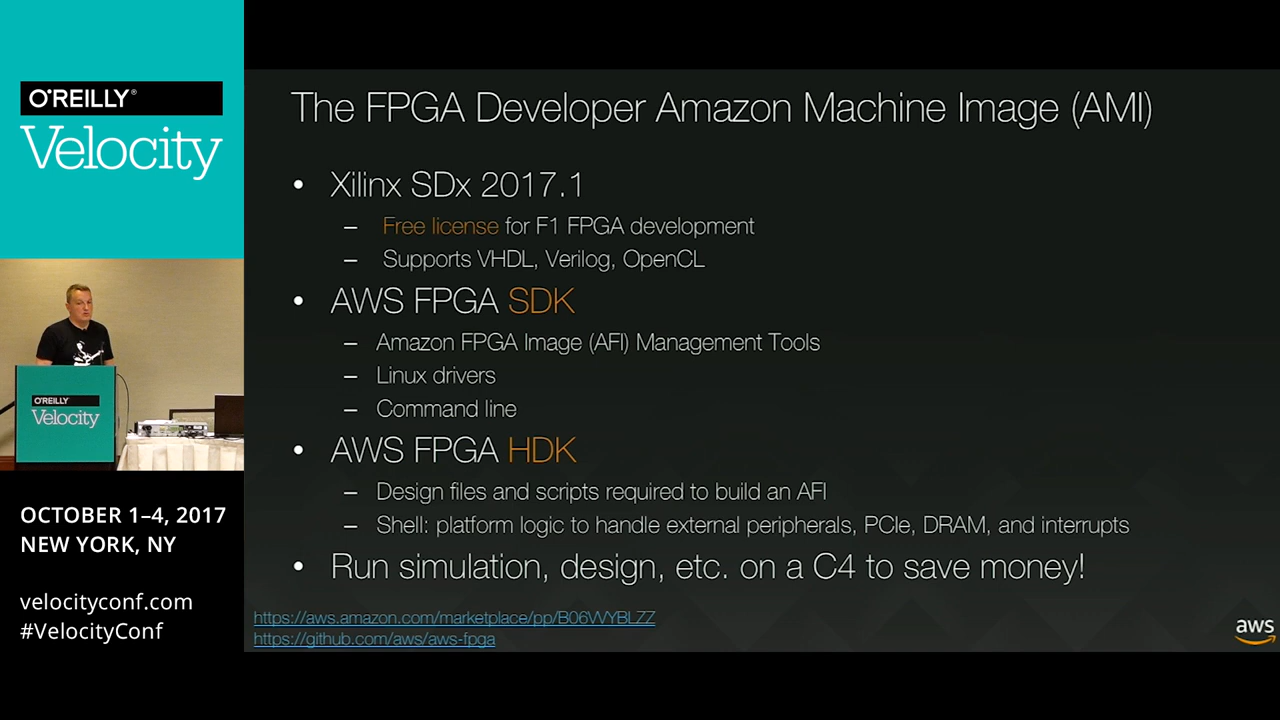 O'REILLY®
Velocity
The FPGA Developer Amazon Machine Image (AMI)
• Xilinx SDx 2017.1
– Free license for F1 FPGA development
– Supports VHDL, Verilog, OpenCL
• AWS FPGA SDK
– Amazon FPGA Image (AFI) Management Tools
– Linux drivers
– Command line
• AWS FPGA HDK
– Design files and scripts required to build an AFI
– Shell: platform logic to handle external peripherals, PCIe, DRAM, and interrupts
• Run simulation, design, etc. on a C4 to save money!
https://aws.amazon.com/marketplace/pp/B06VVYBLZZ
https://github.com/aws/aws-fpga
aws
O'REILLY
Velocity
OCTOBER 1–4, 2017
NEW YORK, NY
velocityconf.com
#VelocityConf